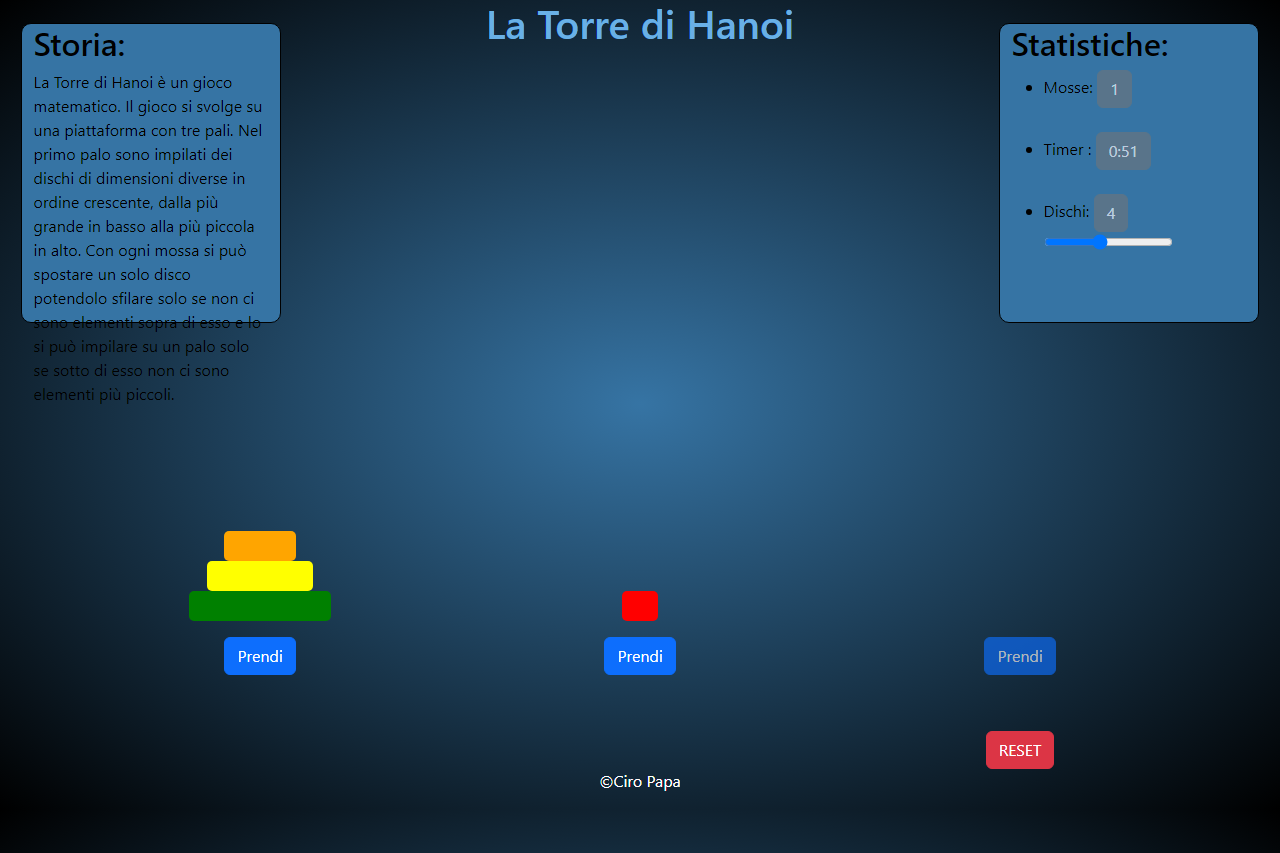 La Torre di Hanoi
Storia:
La Torre di Hanoi è un gioco
matematico. Il gioco si svolge su
una piattaforma con tre pali. Nel
primo palo sono impilati dei
dischi di dimensioni diverse in
ordine crescente, dalla più
grande in basso alla più piccola
in alto. Con ogni mossa si può
spostare un solo disco
potendolo sfilare solo se non ci
sono elementi sopra di esso e lo
si può impilare su un palo solo
se sotto di esso non ci sono
elementi più piccoli.
Statistiche:
Mosse: 1
Timer : 0:51
Dischi: 4
Prendi
Prendi
Prendi
RESET
©Ciro Papa